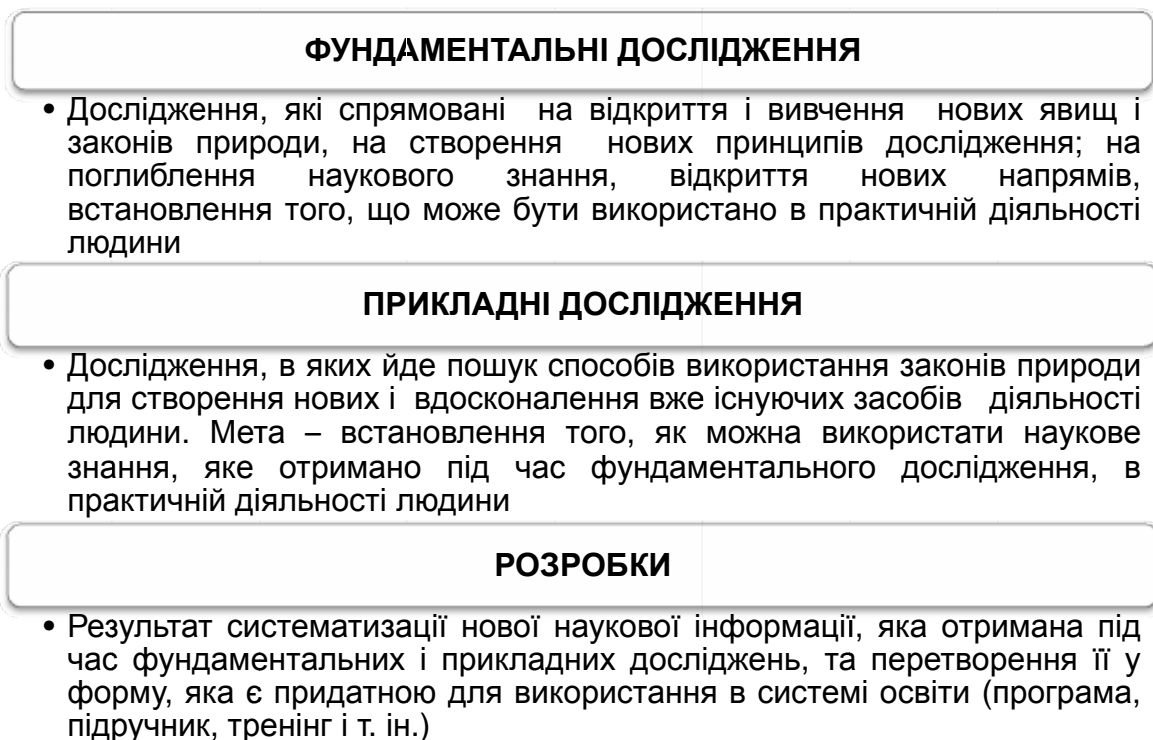 ФУНДАМЕНТАЛЬНІ ДОСЛІДЖЕННЯ
• Дослідження, які спрямовані на відкриття і вивчення нових явищ і
законів природи, на створення нових принципів дослідження; на
поглиблення наукового знання, відкриття нових напрямів,
встановлення того, що може бути використано в практичній діяльності
людини
ПРИКЛАДНІ ДОСЛІДЖЕННЯ
• Дослідження, в яких йде пошук способів використання законів природи
для створення нових і вдосконалення вже існуючих засобів діяльності
людини. Мета – встановлення того, як можна використати наукове
знання, яке отримано під час фундаментального дослідження, в
практичній діяльності людини
РОЗРОБКИ
• Результат систематизації нової наукової інформації, яка отримана під
час фундаментальних і прикладних досліджень, та перетворення її у
форму, яка є придатною для використання в системі освіти (програма,
підручник, тренінг і т. ін.)